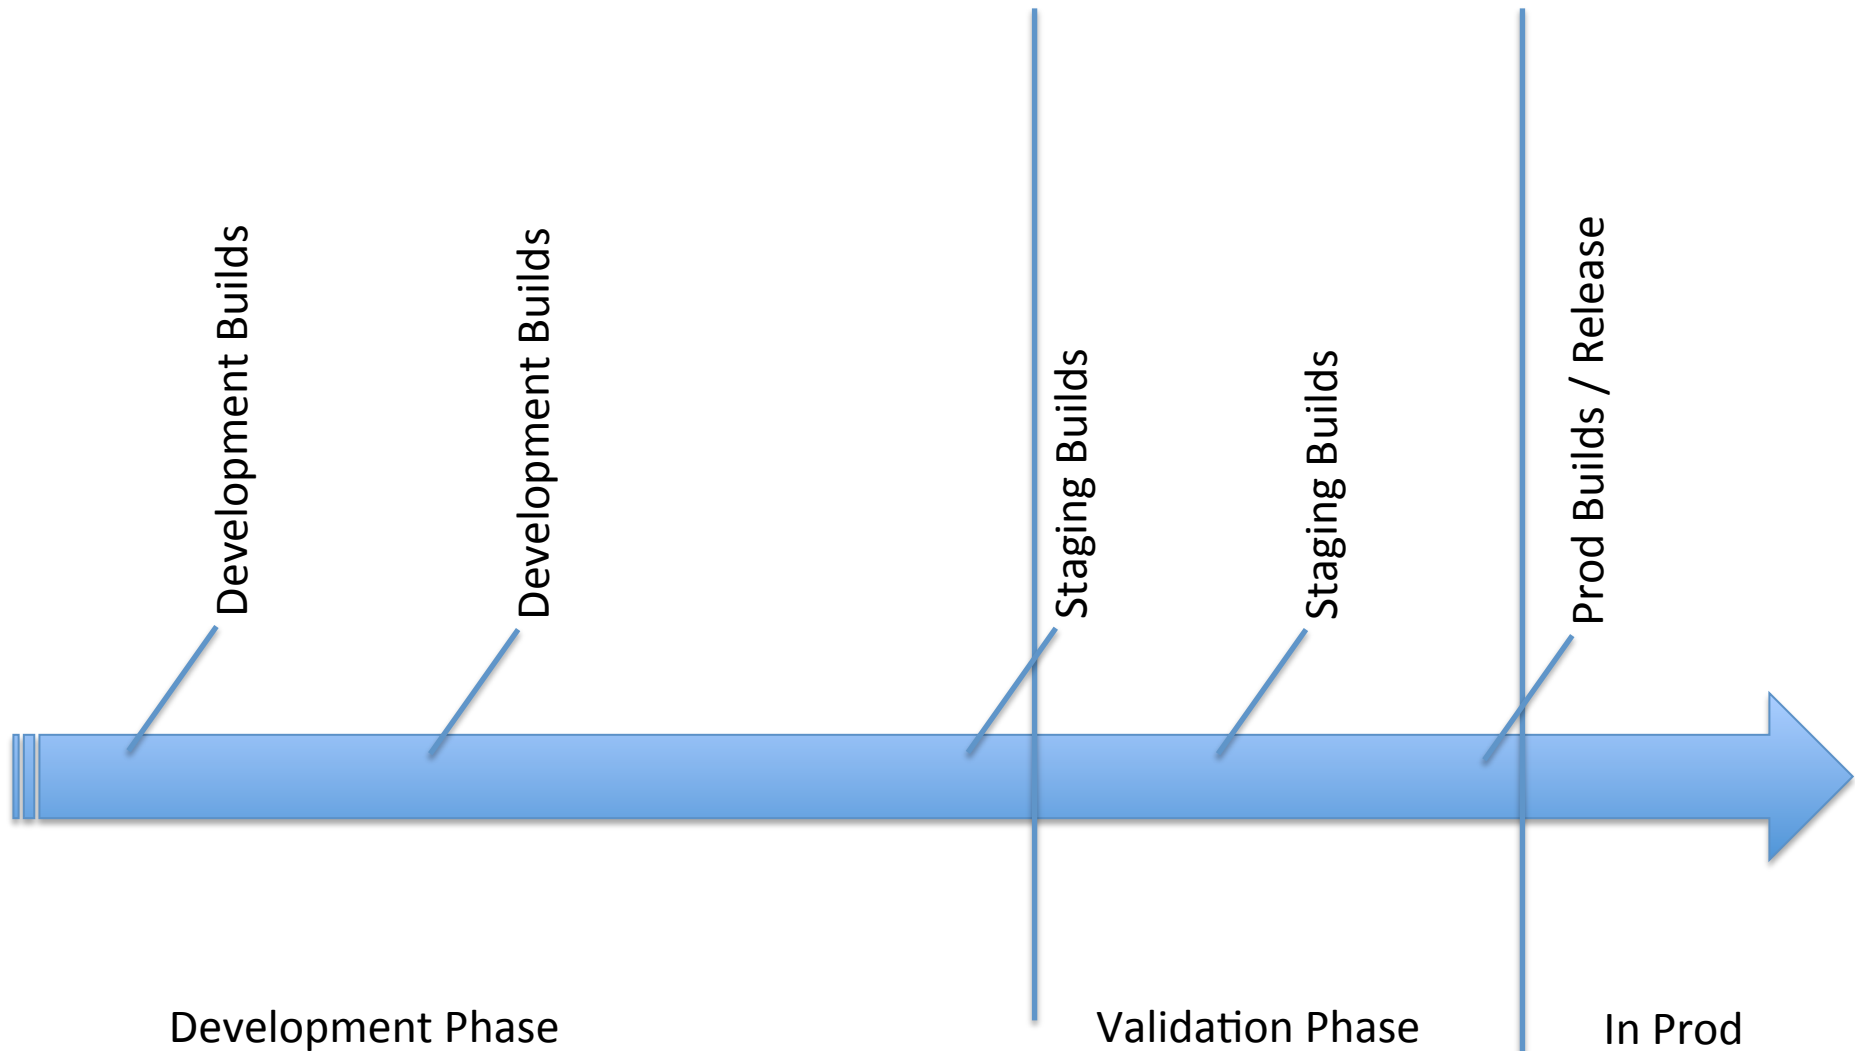 Development Builds
Development Builds
Staging Builds
Staging Builds
Prod Builds / Release
Development Phase
Validation Phase
In Prod